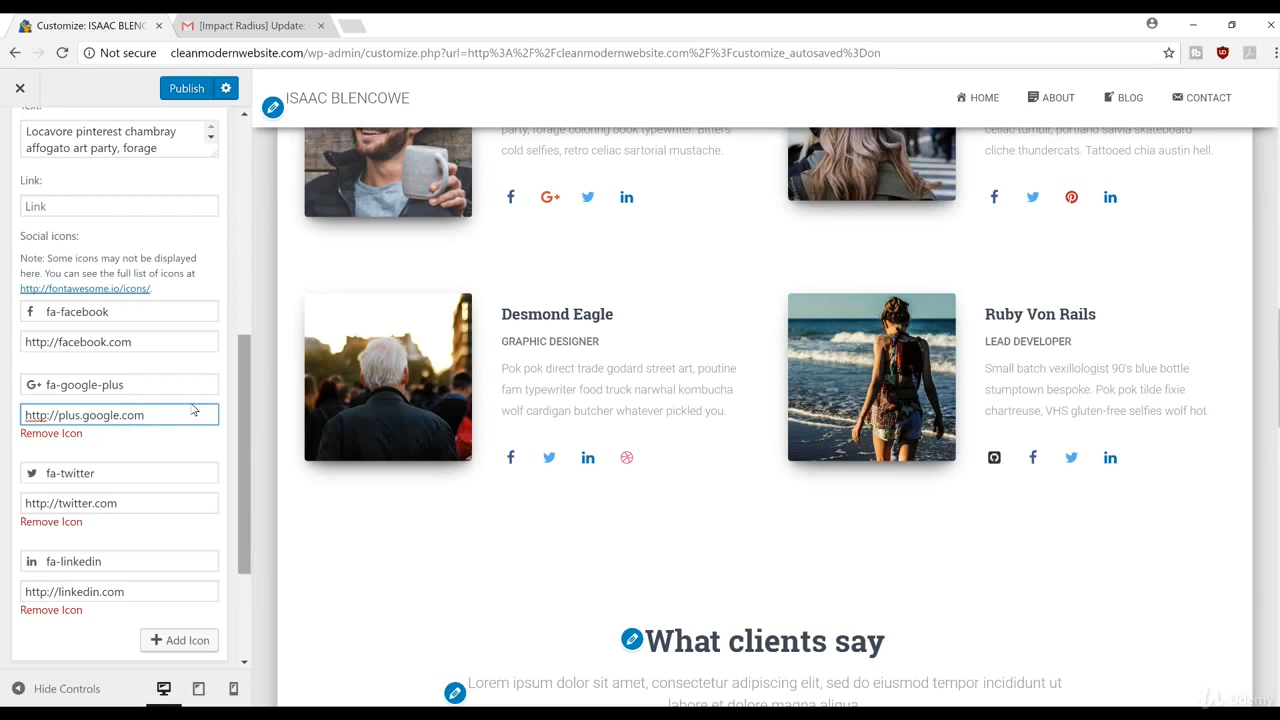 Customize: ISAAC BLENC
[Impact Radius] Update:
Not secure
cleanmodernwebsite.com/wp-admin/customize.php?url=http%3A%2F%2Fcleanmodernwebsite.com%2F%3Fcustomize_autosaved%3Don
Publish
ISAAC BLENCOWE
HOME
ABOUT
BLOG
CONTACT
Text:
Locavore pinterest chambray
affogato art party, forage
Link:
Link
Social icons:
Note: Some icons may not be displayed
here. You can see the full list of icons at
http://fontawesome.io/icons/.
fa-facebook
http://facebook.com
fa-google-plus
http://plus.google.com
Remove Icon
fa-twitter
http://twitter.com
Remove Icon
fa-linkedin
http://linkedin.com
Remove Icon
Add Icon
Hide Controls
party, forage coloring book typewriter. Bitters
cold selfies, retro celiac sartorial mustache.
celiac tumblr, portland salvia skateboard
cliche thundercats. Tattooed chia austin hell.
Desmond Eagle
GRAPHIC DESIGNER
Pok pok direct trade godard street art, poutine
fam typewriter food truck narwhal kombucha
wolf cardigan butcher whatever pickled you.
Ruby Von Rails
LEAD DEVELOPER
Small batch vexillologist 90's blue bottle
stumptown bespoke. Pok pok tilde fixie
chartreuse, VHS gluten-free selfies wolf hot.
What clients say
Lorem ipsum dolor sit amet, consectetur adipiscing elit, sed do eiusmod tempor incididunt ut
labore et dolore magna aliqua.
Udemy